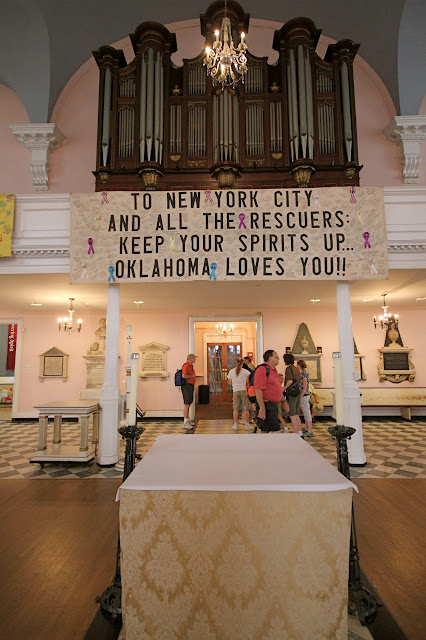 TO NEW YORK CITY
AND ALL THE RESCUERS:
KEEP YOUR SPIRITS UP...
OKLAHOMA LOVES YOU!!